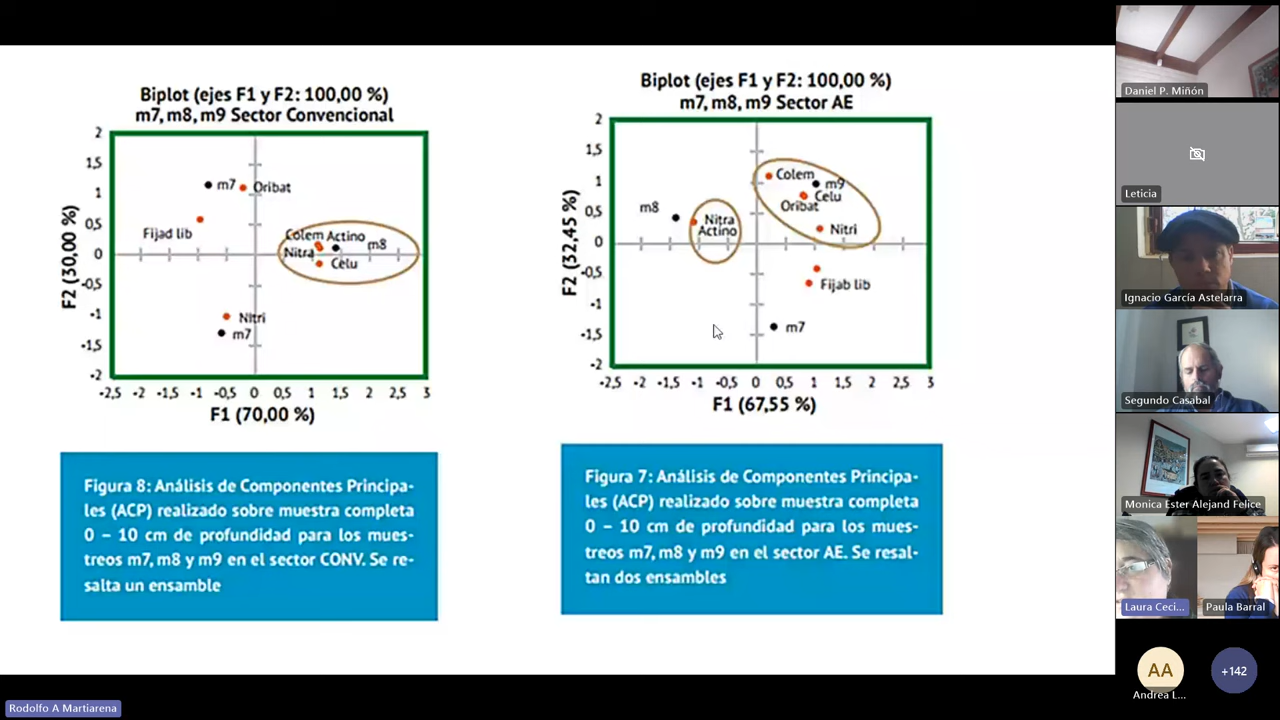 Biplot (ejes F1 y F2: 100,00 %)
m7, m8, m9 Sector Convencional
2
1,5
1
0,5
0
-0,5
-1
-1,5
-2
F2 (30,00 %)
m7
Oribat
Fijad lib
Colem Actino
m8
Nitra
Celu
Nitri
m7
-2,5 -2 -1,5 -1 -0,5 0 0,5 1 1,5 2 2,5 3
F1 (70,00 %)
Figura 8: Análisis de Componentes Principa-
les (ACP) realizado sobre muestra completa
0 – 10 cm de profundidad para los mues-
treos m7, m8 y m9 en el sector CONV. Se re-
salta un ensamble
Biplot (ejes F1 y F2: 100,00 %)
m7, m8, m9 Sector AE
2
1,5
1
0,5
0
-0,5
-1
-1,5
-2
F2 (32,45 %)
Colem
m9
Celu
Oribat
m8
Nitra
Actino
Nitri
Fijab lib
m7
-2,5 -2 -1,5 -1 -0,5 0 0,5 1 1,5 2 2,5 3
F1 (67,55 %)
Figura 7: Análisis de Componentes Principa-
les (ACP) realizado sobre muestra completa
0 – 10 cm de profundidad para los mues-
treos m7, m8 y m9 en el sector AE. Se resal-
tan dos ensambles
Daniel P. Miñón
Leticia
Ignacio García Astelarra
Segundo Casabal
Monica Ester Alejand Felice
Laura Ceci...
Paula Barral
AA
Andrea L...
+142
Rodolfo A Martiarena